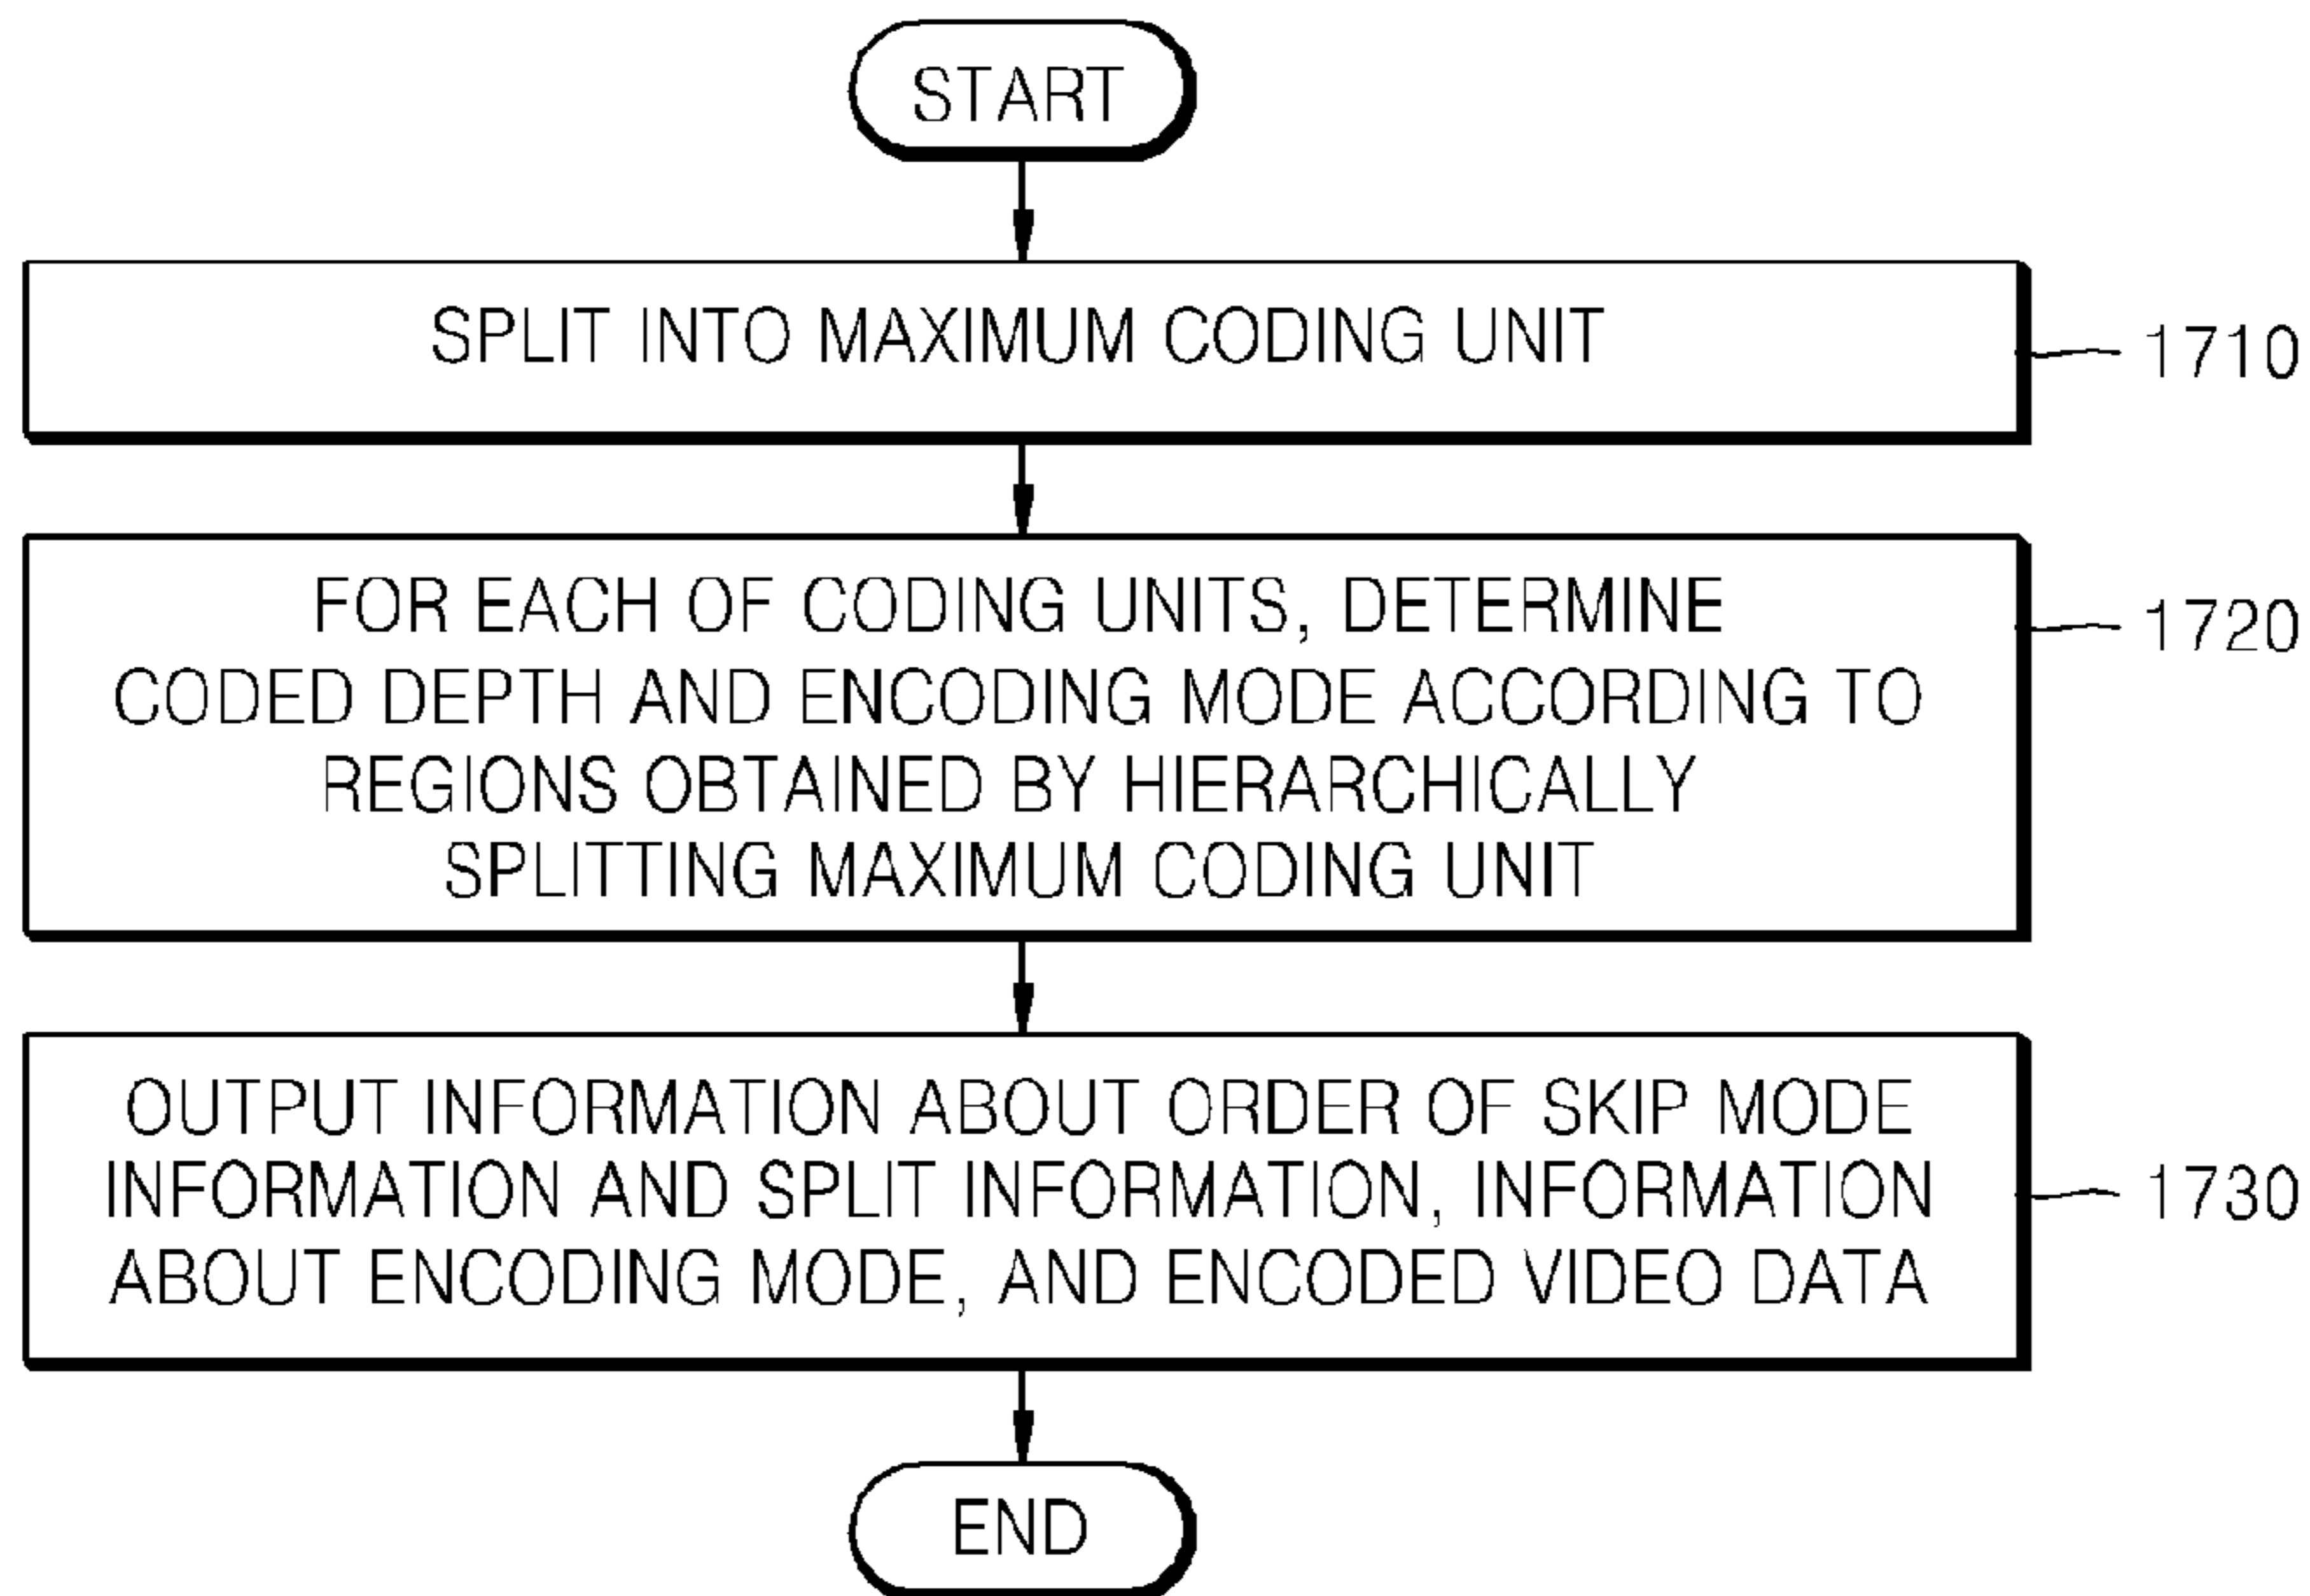 START
SPLIT INTO MAXIMUM CODING UNIT
1710
FOR EACH OF CODING UNITS, DETERMINE
CODED DEPTH AND ENCODING MODE ACCORDING TO
REGIONS OBTAINED BY HIERARCHICALLY
SPLITTING MAXIMUM CODING UNIT
1720
OUTPUT INFORMATION ABOUT ORDER OF SKIP MODE
INFORMATION AND SPLIT INFORMATION, INFORMATION
ABOUT ENCODING MODE, AND ENCODED VIDEO DATA
1730
END